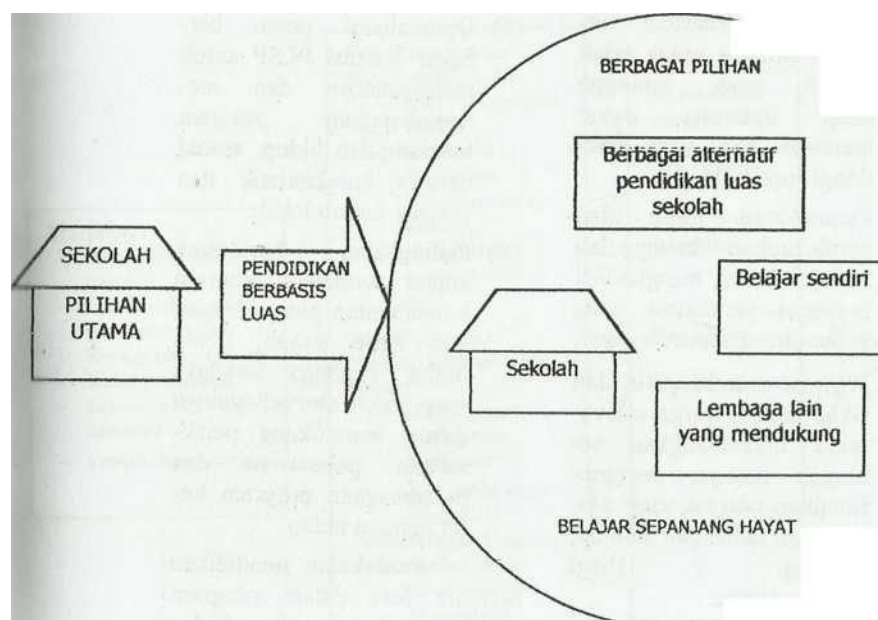 SEKOLAH
PILIHAN
UTAMA
PENDIDIKAN
BERBASIS
LUAS
BERBAGAI PILIHAN
Berbagai alternatif
pendidikan luas
sekolah
Belajar sendiri
Sekolah
Lembaga lain
yang mendukung
BELAJAR SEPANJANG HAYAT